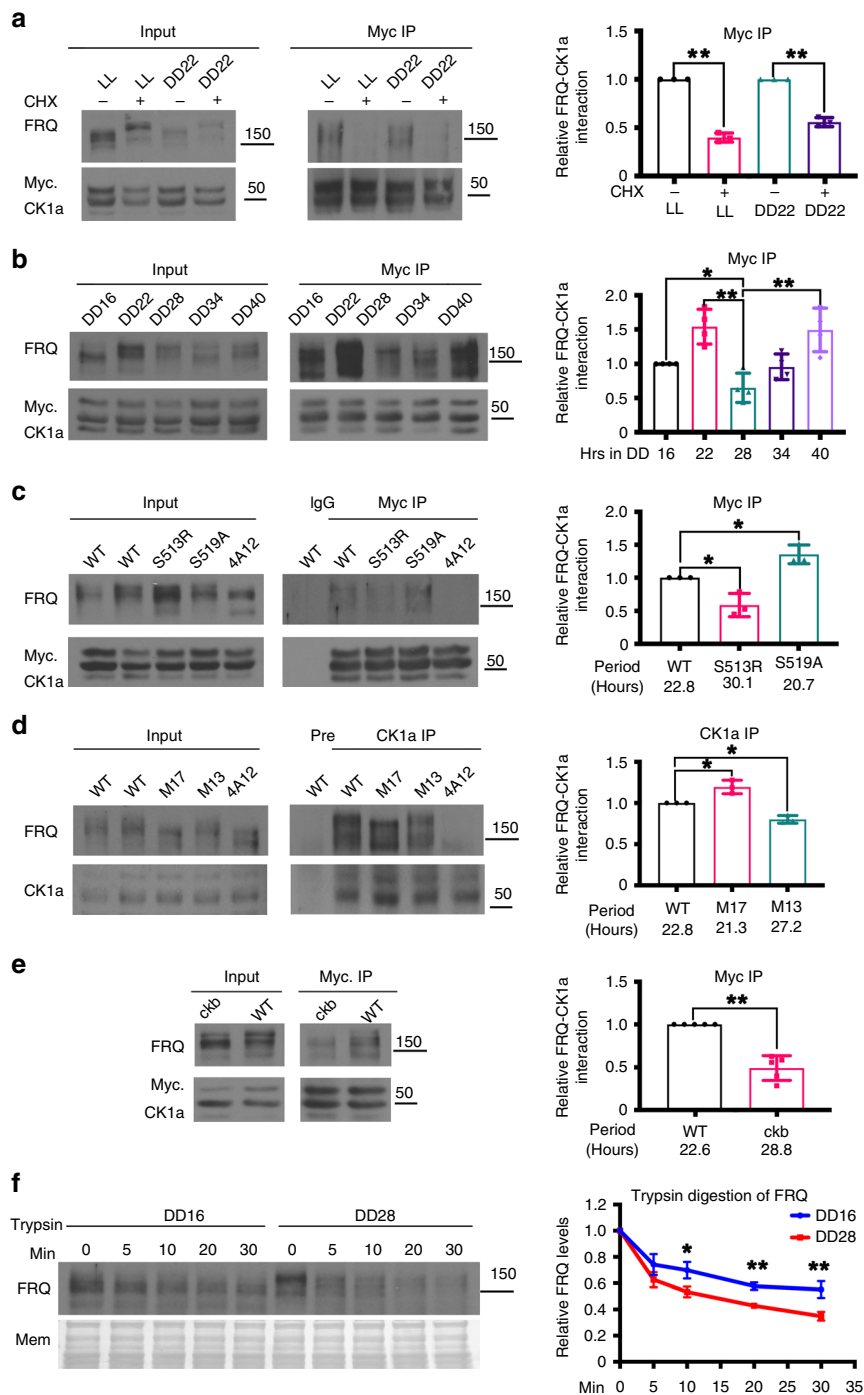 a
Input
Myc IP
LL LL DD22 DD22
CHX − + − +
FRQ
150
Myc.
CK1a
50
LL LL DD22 DD22
− + − +
150
50
Myc IP
Relative FRQ-CK1a
interaction
1.5
1.0
0.5
0
** **
CHX − + − +
LL LL DD22 DD22
b
Input
Myc IP
DD16 DD22 DD28 DD34 DD40
DD16 DD22 DD28 DD34 DD40
FRQ
150
Myc.
CK1a
50
Myc IP
Relative FRQ-CK1a
interaction
2.0
1.5
1.0
0.5
0
* ** **
Hrs in DD 16 22 28 34 40
c
Input
IgG Myc IP
WT WT S513R S519A 4A12
WT WT S513R S519A 4A12
FRQ
150
Myc.
CK1a
50
Myc IP
Relative FRQ-CK1a
interaction
2.0
1.5
1.0
0.5
0
* *
Period
(Hours)
WT S513R S519A
22.8 30.1 20.7
d
Input
Pre CK1a IP
WT WT M17 M13 4A12
WT WT M17 M13 4A12
FRQ
150
CK1a
50
CK1a IP
Relative FRQ-CK1a
interaction
1.5
1.0
0.5
0
* *
Period
(Hours)
WT M17 M13
22.8 21.3 27.2
e
Input
Myc. IP
ckb WT
ckb WT
FRQ
150
Myc.
CK1a
50
Myc IP
Relative FRQ-CK1a
interaction
1.5
1.0
0.5
0
**
Period
(Hours)
WT ckb
22.6 28.8
f
Trypsin DD16 DD28
Min 0 5 10 20 30 0 5 10 20 30
FRQ
150
Mem
Trypsin digestion of FRQ
Relative FRQ levels
1.2
1.0
0.8
0.6
0.4
0.2
0
DD16
DD28
* ** **
Min 0 5 10 15 20 25 30 35